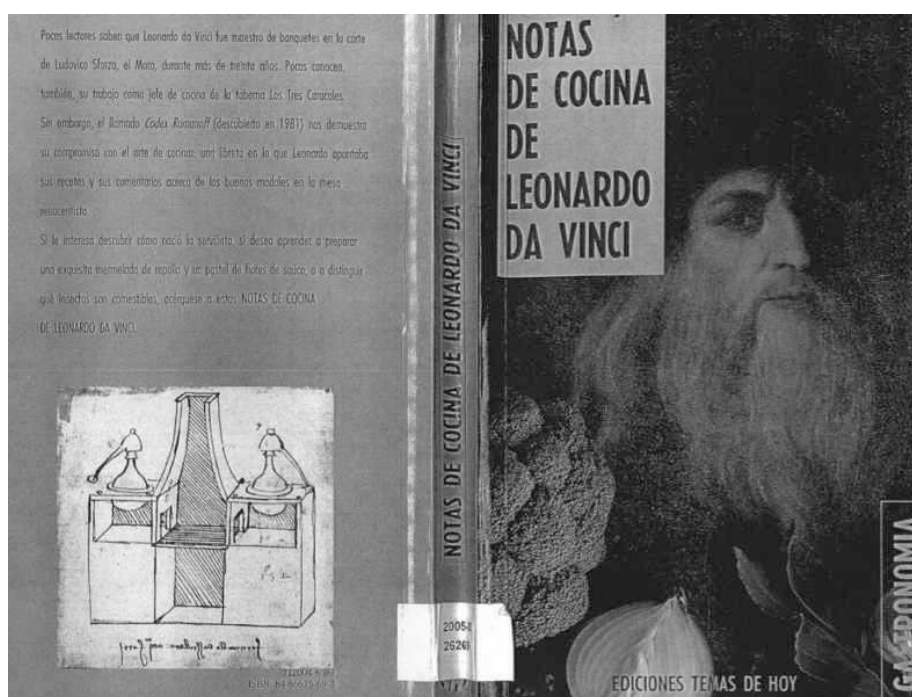 Pocos lectores saben que Leonardo da Vinci fue maestro de banquetes en la corte
de Ludovico Sforza, el Moro, durante más de treinta años. Pocos conocen,
también, su trabajo como jefe de cocina de la taberna Los Tres Caracoles.
Sin embargo, el llamado Codex Romanoff (descubierto en 1981) nos demuestra
su compromiso con el arte de cocinar: una libreta en la que Leonardo apuntaba
sus recetas y sus comentarios acerca de los buenos modales en la mesa
renacentista.
Si le interesa descubrir cómo nació la servilleta, si desea aprender a preparar
una exquisita mermelada de repollo y un pastel de flores de saúco, o a distinguir
qué insectos son comestibles, acérquese a estas NOTAS DE COCINA
DE LEONARDO DA VINCI.
NOTAS DE COCINA DE LEONARDO DA VINCI
2005-
26261
NOTAS
DE COCINA
DE
LEONARDO
DA VINCI
GASTRONOMIA
EDICIONES TEMAS DE HOY